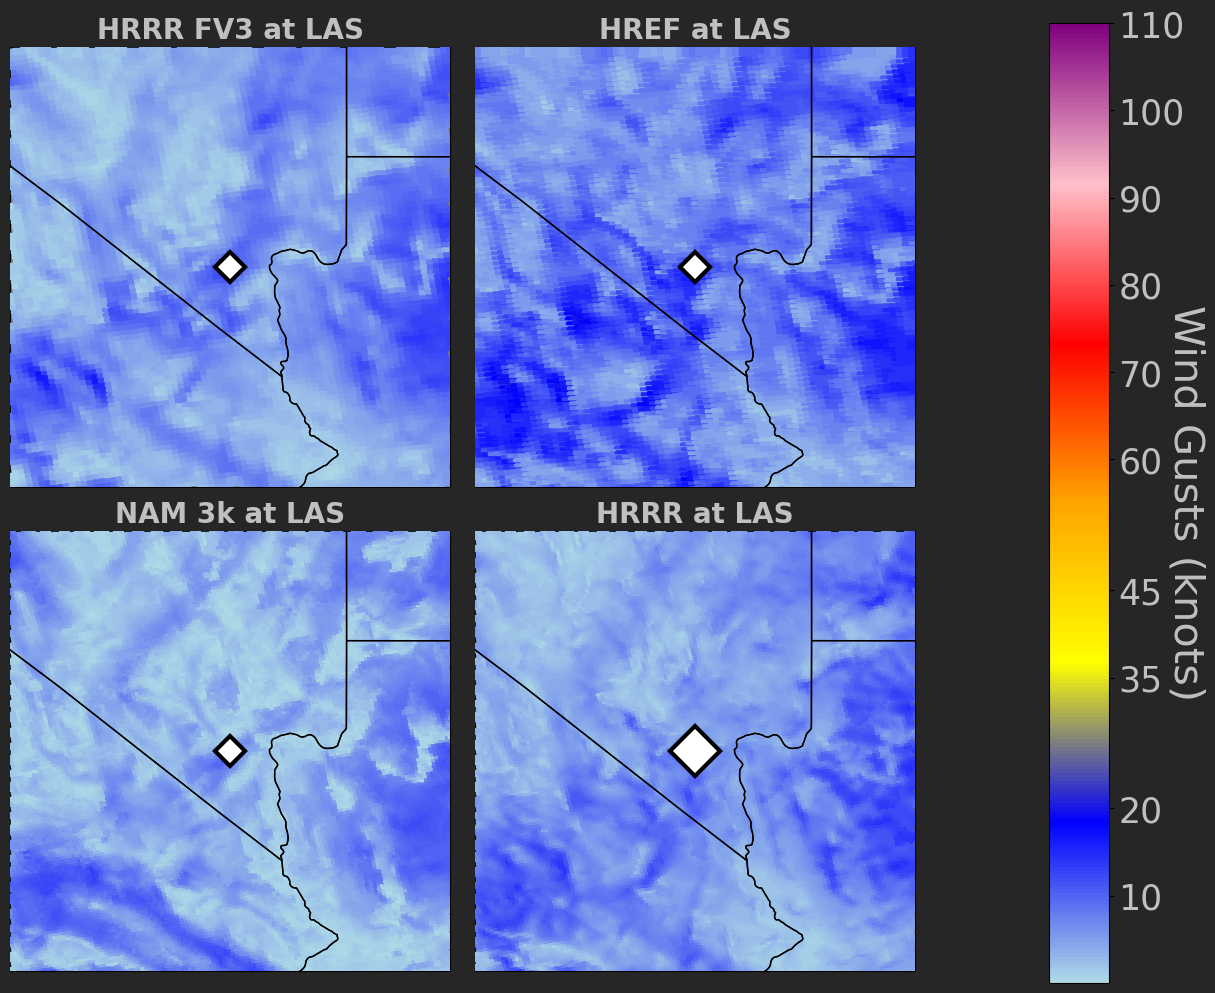 HRRR FV3 at LAS
HREF at LAS
NAM 3k at LAS
HRRR at LAS
110
100
90
80
70
60
45
35
20
10
Wind Gusts (knots)